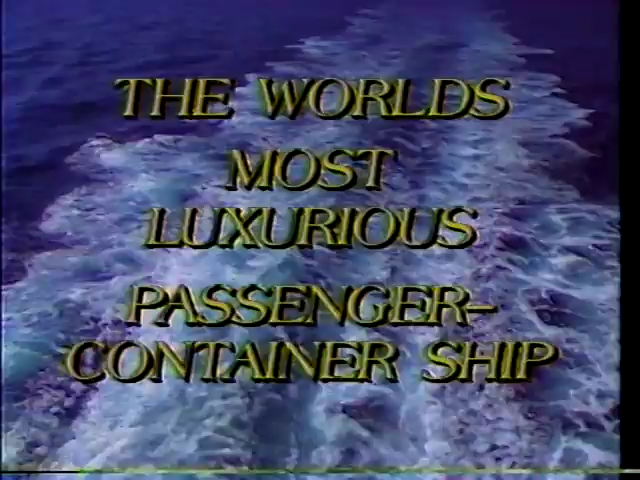 THE WORLDS
MOST
LUXURIOUS
PASSENGER-
CONTAINER SHIP